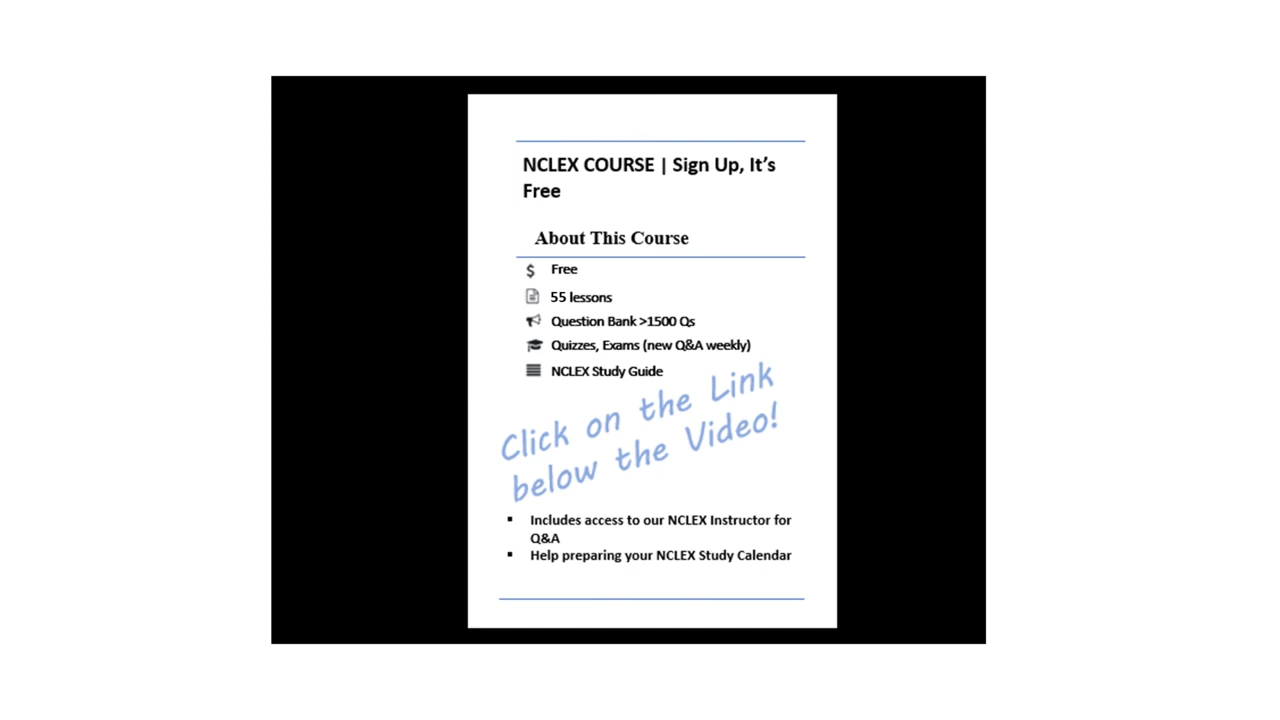 NCLEX COURSE | Sign Up, It’s
Free
About This Course
$ Free
55 lessons
Question Bank >1500 Qs
Quizzes, Exams (new Q&A weekly)
NCLEX Study Guide
Click on the Link
below the Video!
▪ Includes access to our NCLEX Instructor for
Q&A
▪ Help preparing your NCLEX Study Calendar